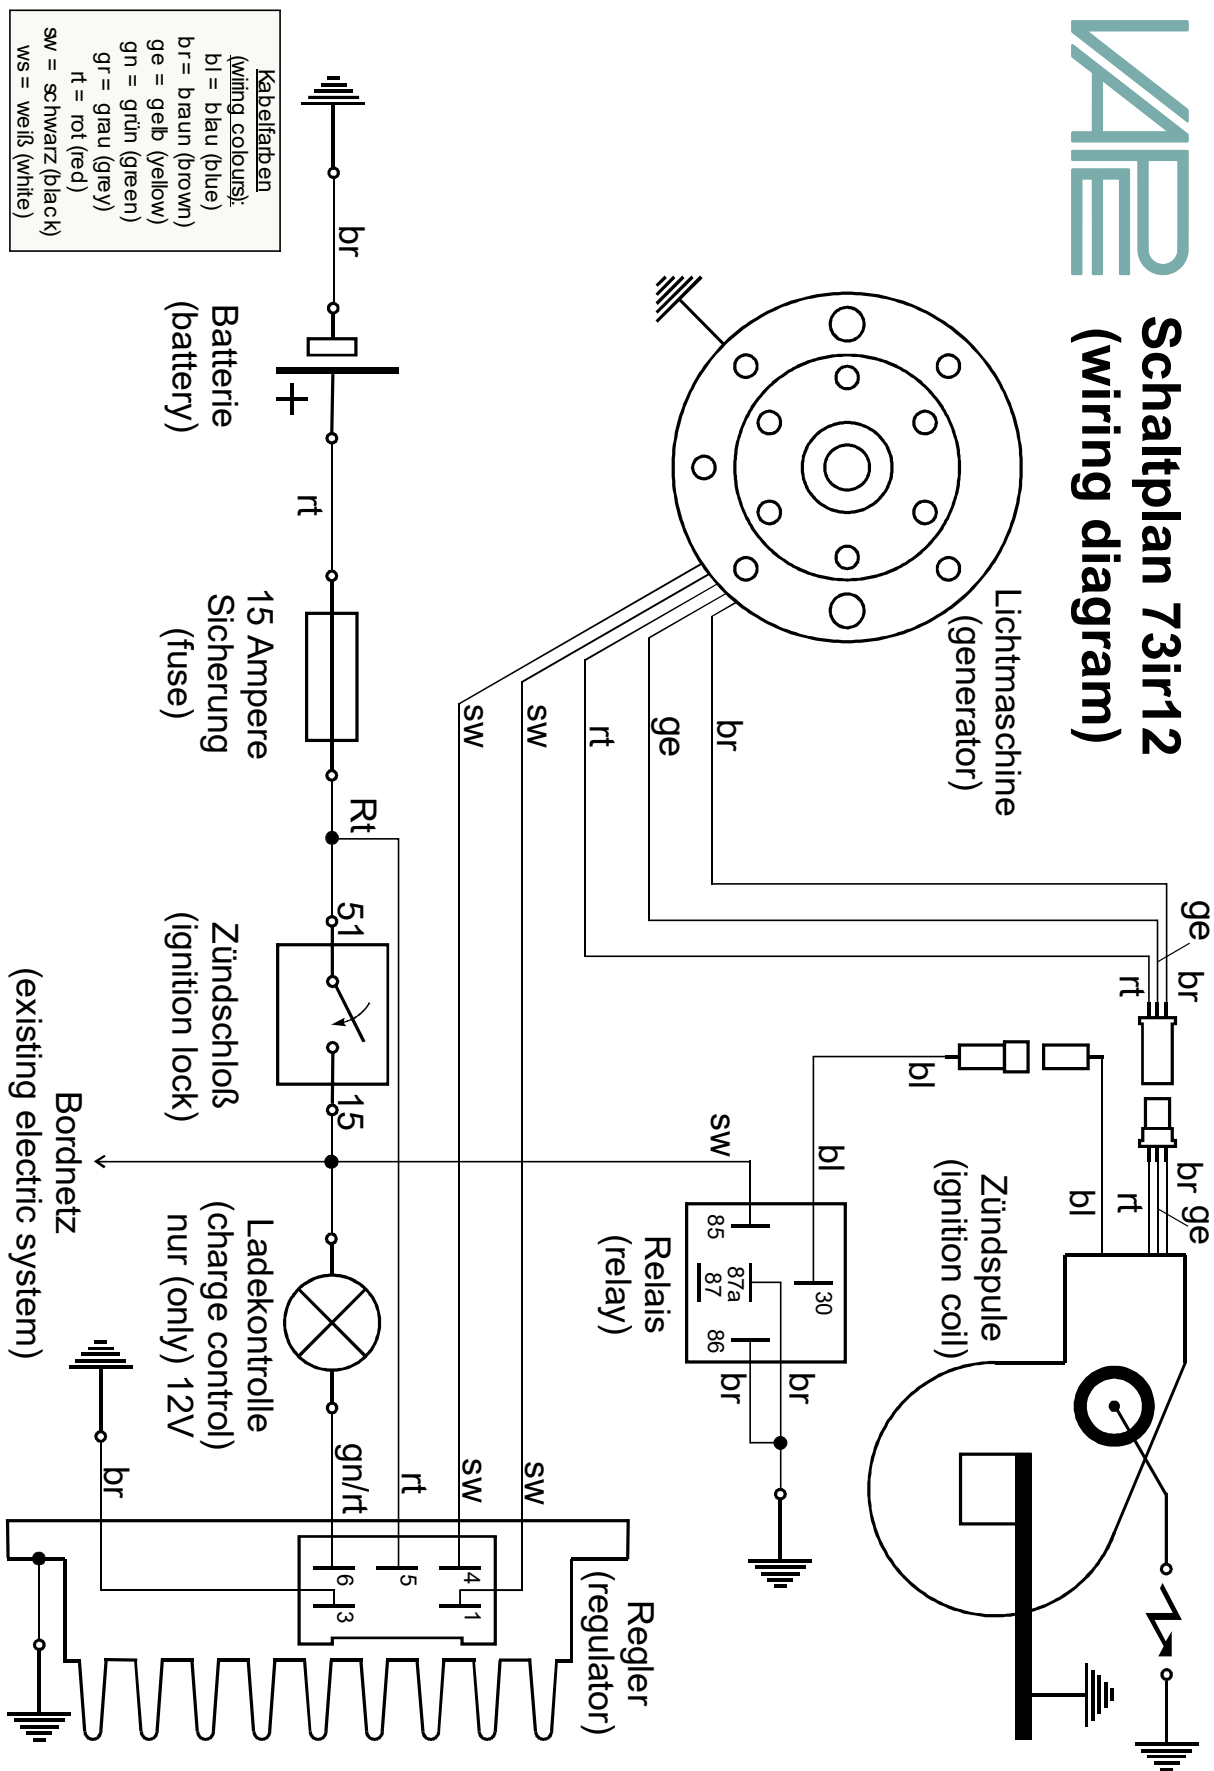 VAPE
Schaltplan 73ir12
(wiring diagram)
Lichtmaschine
(generator)
ge
br
rt
br
ge
rt
sw
sw
br ge
rt
bl
bl
bl
Zündspule
(ignition coil)
sw
85
87a
87
86
30
Relais
(relay)
br
br
br
Batterie
(battery)
+
rt
15 Ampere
Sicherung
(fuse)
Rt
51
15
Zündschloß
(ignition lock)
Bordnetz
(existing electric system)
Ladekontrolle
(charge control)
nur (only) 12V
gn/rt
rt
sw
sw
br
4
1
5
6
3
Regler
(regulator)
Kabelfarben
(wiring colours):
bl = blau (blue)
br = braun (brown)
ge = gelb (yellow)
gn = grün (green)
gr = grau (grey)
rt = rot (red)
sw = schwarz (black)
ws = weiß (white)